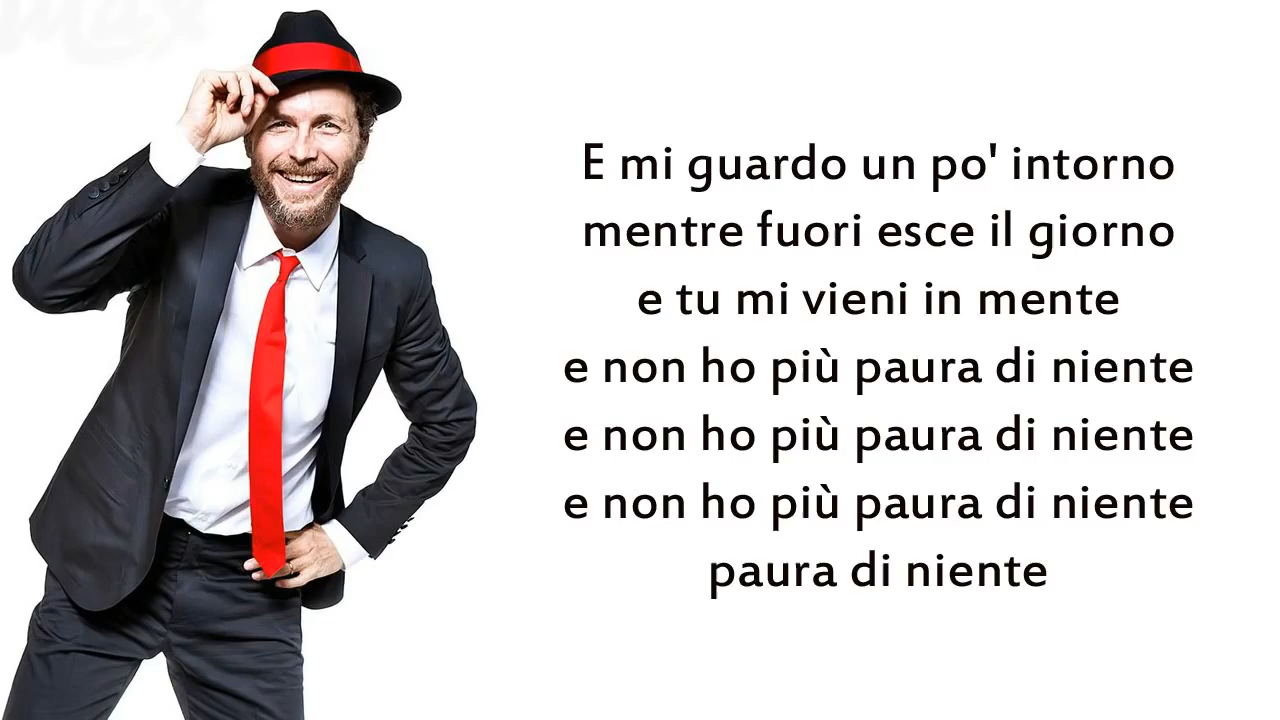 E mi guardo un po' intorno
mentre fuori esce il giorno
e tu mi vieni in mente
e non ho più paura di niente
e non ho più paura di niente
e non ho più paura di niente
paura di niente